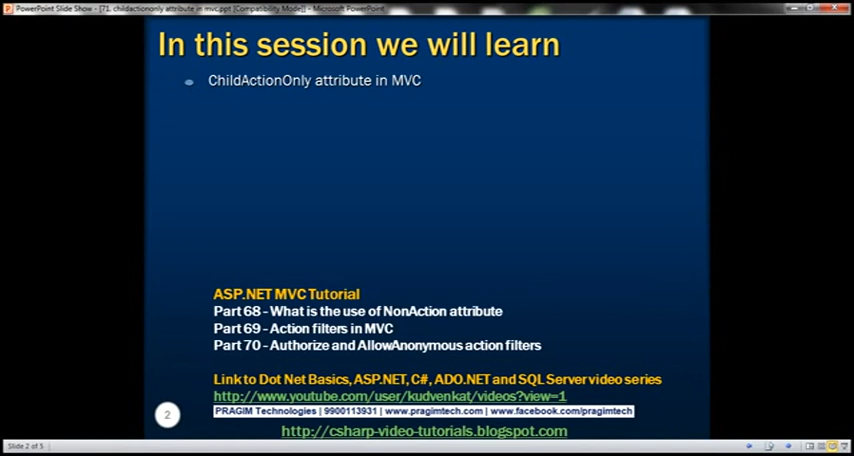 PowerPoint Slide Show - [71. childactiononly attribute in mvc.ppt [Compatibility Mode]] - Microsoft PowerPoint
In this session we will learn
ChildActionOnly attribute in MVC
ASP.NET MVC Tutorial
Part 68 - What is the use of NonAction attribute
Part 69 - Action filters in MVC
Part 70 - Authorize and AllowAnonymous action filters
Link to Dot Net Basics, ASP.NET, C#, ADO.NET and SQL Server video series
http://www.youtube.com/user/kudvenkat/videos?view=1
PRAGIM Technologies | 9900113931 | www.pragimtech.com | www.facebook.com/pragimtech
2
http://csharp-video-tutorials.blogspot.com
Slide 2 of 5